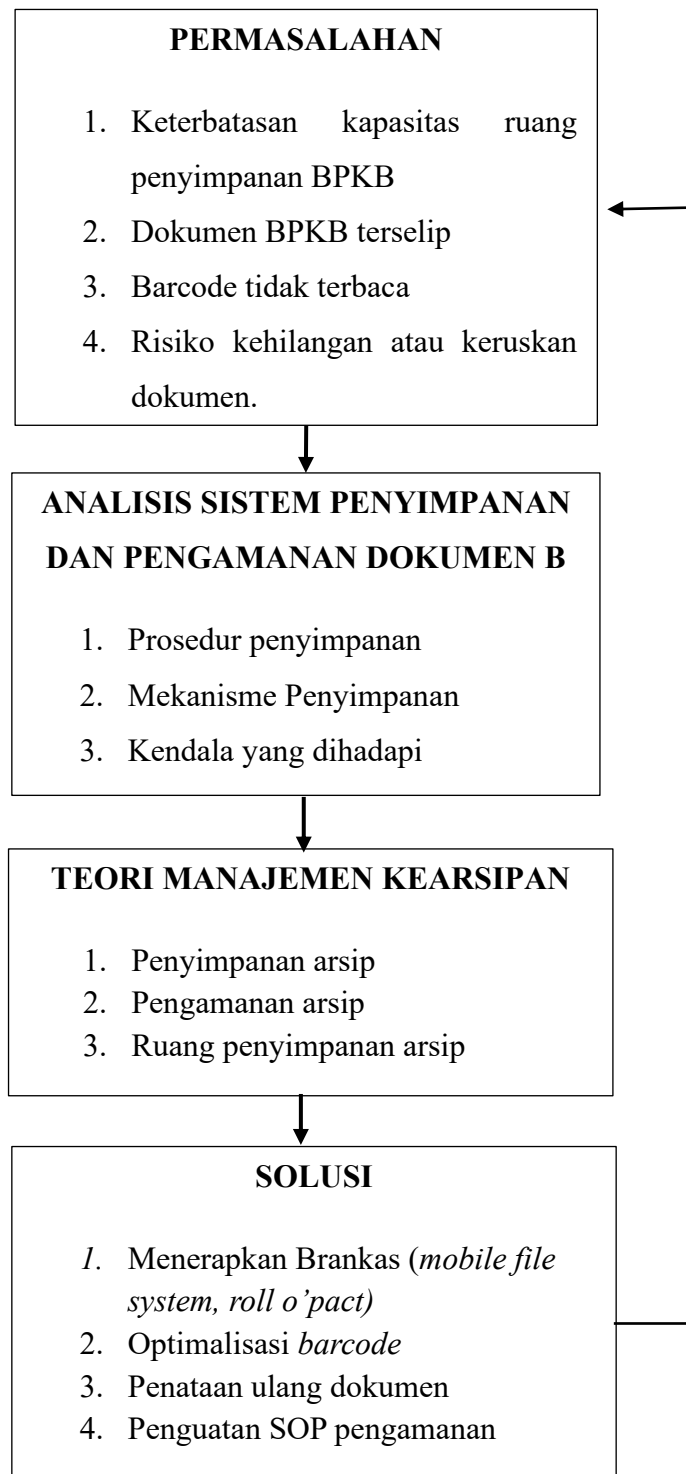 PERMASALAHAN
1. Keterbatasan kapasitas ruang
penyimpanan BPKB
2. Dokumen BPKB terselip
3. Barcode tidak terbaca
4. Risiko kehilangan atau keruskan
dokumen.
ANALISIS SISTEM PENYIMPANAN
DAN PENGAMANAN DOKUMEN B
1. Prosedur penyimpanan
2. Mekanisme Penyimpanan
3. Kendala yang dihadapi
TEORI MANAJEMEN KEARSIPAN
1. Penyimpanan arsip
2. Pengamanan arsip
3. Ruang penyimpanan arsip
SOLUSI
1. Menerapkan Brankas (mobile file
system, roll o’pact)
2. Optimalisasi barcode
3. Penataan ulang dokumen
4. Penguatan SOP pengamanan